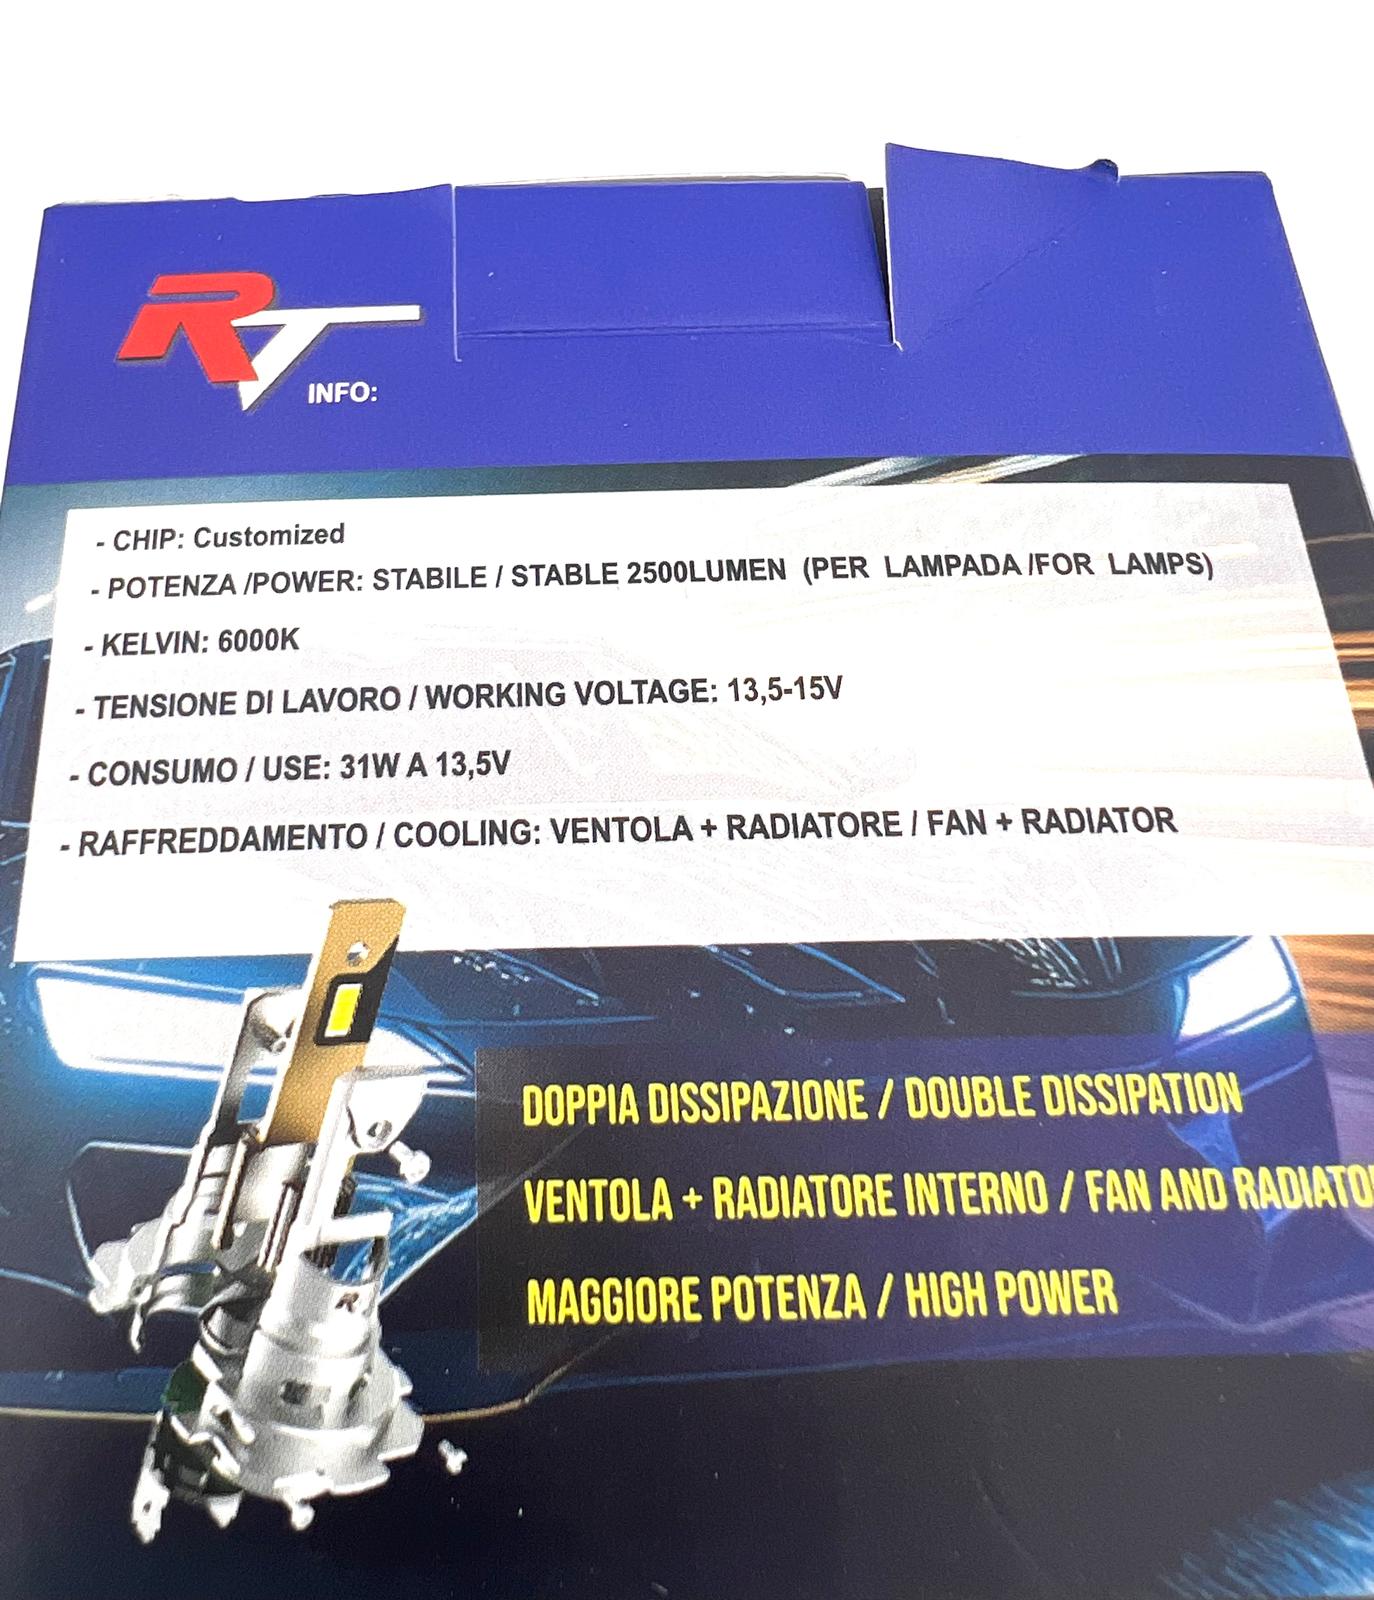 RT
INFO:
- CHIP: Customized
- POTENZA /POWER: STABILE / STABLE 2500LUMEN (PER LAMPADA /FOR LAMPS)
- KELVIN: 6000K
- TENSIONE DI LAVORO / WORKING VOLTAGE: 13,5-15V
- CONSUMO / USE: 31W A 13,5V
- RAFFREDDAMENTO / COOLING: VENTOLA + RADIATORE / FAN + RADIATOR
DOPPIA DISSIPAZIONE / DOUBLE DISSIPATION
VENTOLA + RADIATORE INTERNO / FAN AND RADIATO
MAGGIORE POTENZA / HIGH POWER